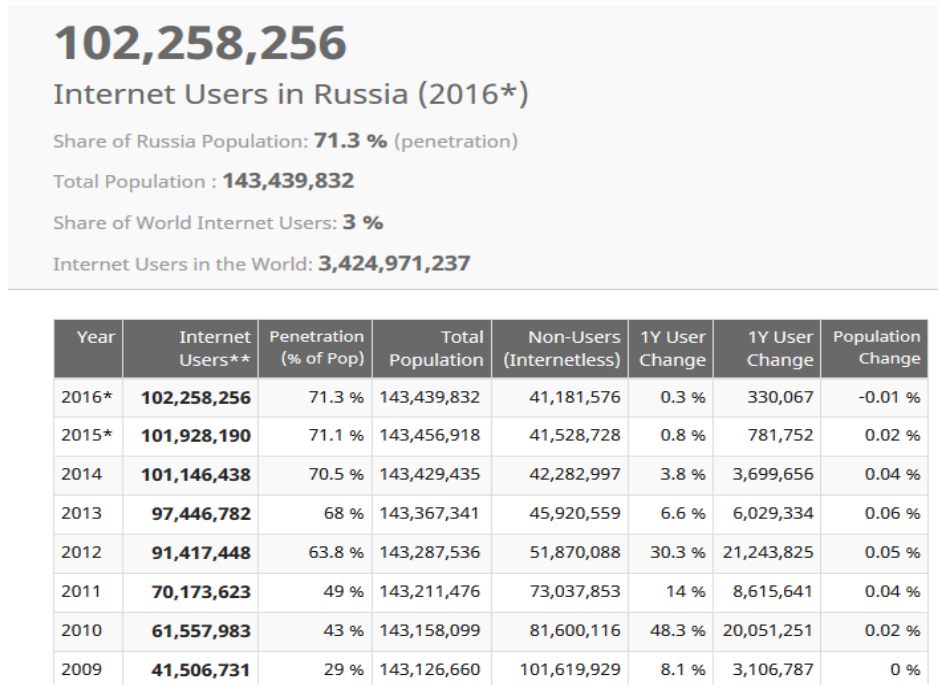 102,258,256
Internet Users in Russia (2016*)
Share of Russia Population: 71.3 % (penetration)
Total Population : 143,439,832
Share of World Internet Users: 3 %
Internet Users in the World: 3,424,971,237
Year Internet Users** Penetration (% of Pop) Total Population Non-Users (Internetless) 1Y User Change 1Y User Change Population Change
2016* 102,258,256 71.3 % 143,439,832 41,181,576 0.3 % 330,067 -0.01 %
2015* 101,928,190 71.1 % 143,456,918 41,528,728 0.8 % 781,752 0.02 %
2014 101,146,438 70.5 % 143,429,435 42,282,997 3.8 % 3,699,656 0.04 %
2013 97,446,782 68 % 143,367,341 45,920,559 6.6 % 6,029,334 0.06 %
2012 91,417,448 63.8 % 143,287,536 51,870,088 30.3 % 21,243,825 0.05 %
2011 70,173,623 49 % 143,211,476 73,037,853 14 % 8,615,641 0.04 %
2010 61,557,983 43 % 143,158,099 81,600,116 48.3 % 20,051,251 0.02 %
2009 41,506,731 29 % 143,126,660 101,619,929 8.1 % 3,106,787 0 %